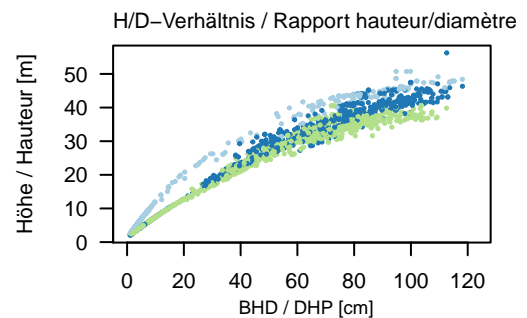 H/D−Verhältnis / Rapport hauteur/diamètre
Höhe / Hauteur [m]
50
40
30
20
10
0
0 20 40 60 80 100 120
BHD / DHP [cm]